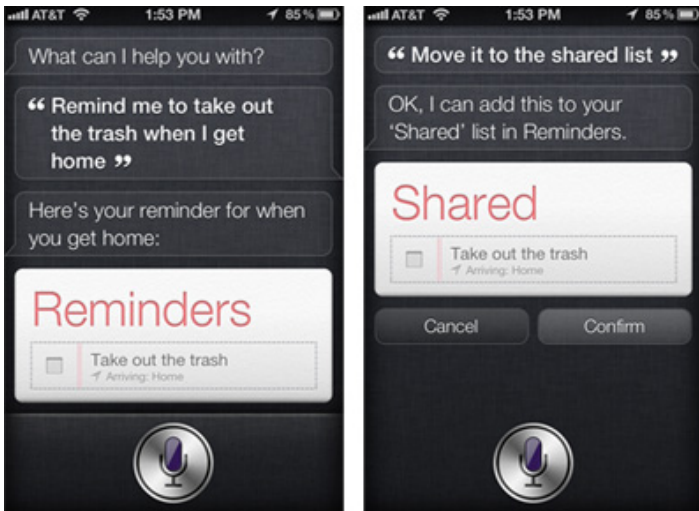 AT&T 1:53 PM 85%
What can I help you with?
“ Remind me to take out
the trash when I get
home ”
Here's your reminder for when
you get home:
Reminders
Take out the trash
Arriving: Home
AT&T 1:53 PM 85%
“ Move it to the shared list ”
OK, I can add this to your
‘Shared’ list in Reminders.
Shared
Take out the trash
Arriving: Home
Cancel Confirm